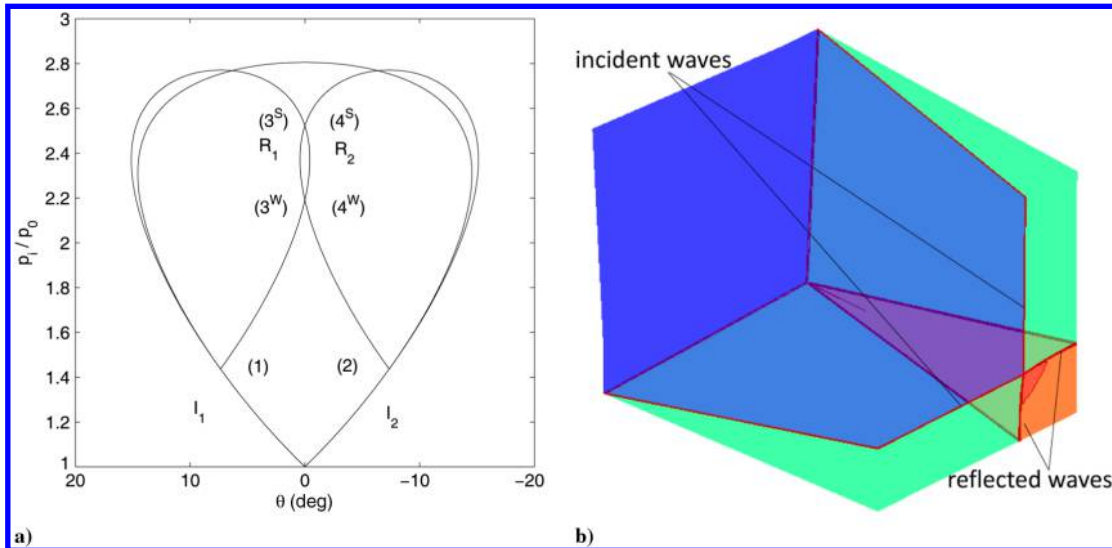 3
2.8
2.6
2.4
2.2
2
1.8
1.6
1.4
1.2
1
p_i / p_0
20 10 0 −10 −20
θ (deg)
(3^S) (4^S)
R_1 R_2
(3^W) (4^W)
(1) (2)
I_1 I_2
a)
incident waves
reflected waves
b)